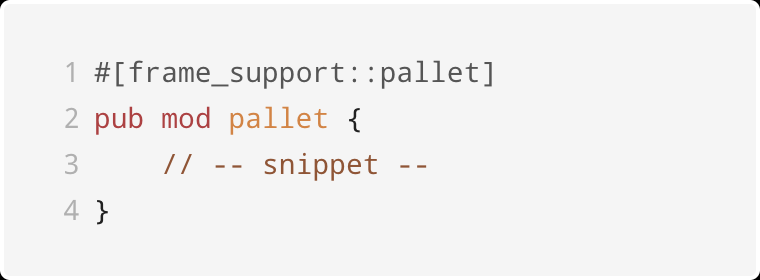 1 #[frame_support::pallet]
2 pub mod pallet {
3     // -- snippet --
4 }